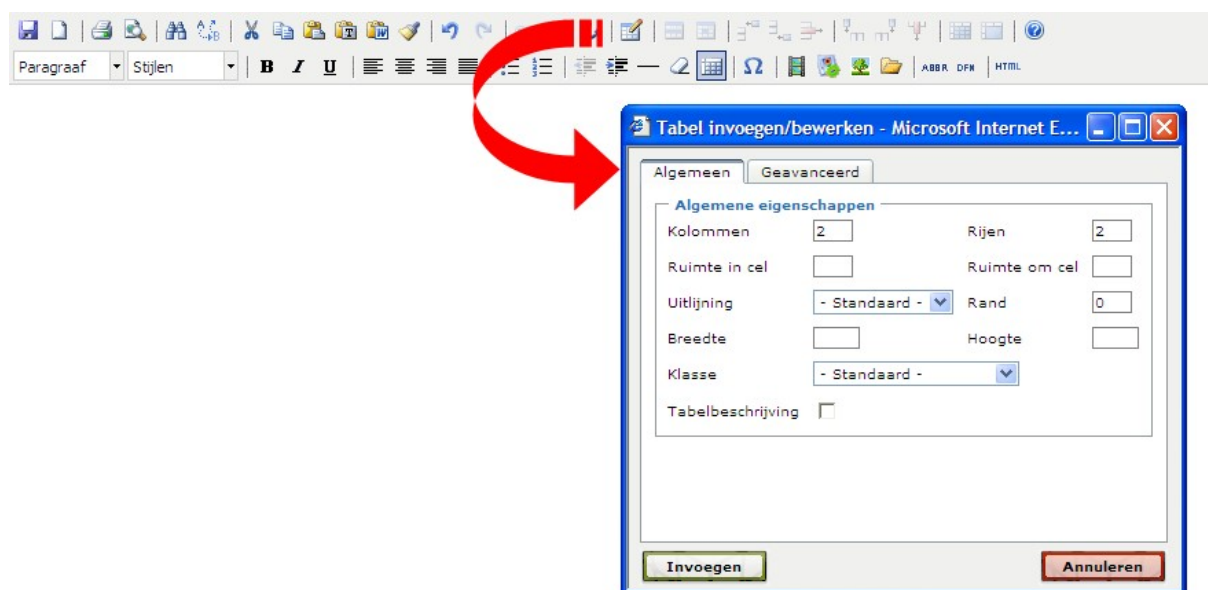 Paragraaf Stijlen B I U Ω ABBR DFN HTML
Tabel invoegen/bewerken - Microsoft Internet E...
Algemeen Geavanceerd
Algemene eigenschappen
Kolommen 2 Rijen 2
Ruimte in cel Ruimte om cel
Uitlijning - Standaard - Rand 0
Breedte Hoogte
Klasse - Standaard -
Tabelbeschrijving
Invoegen Annuleren